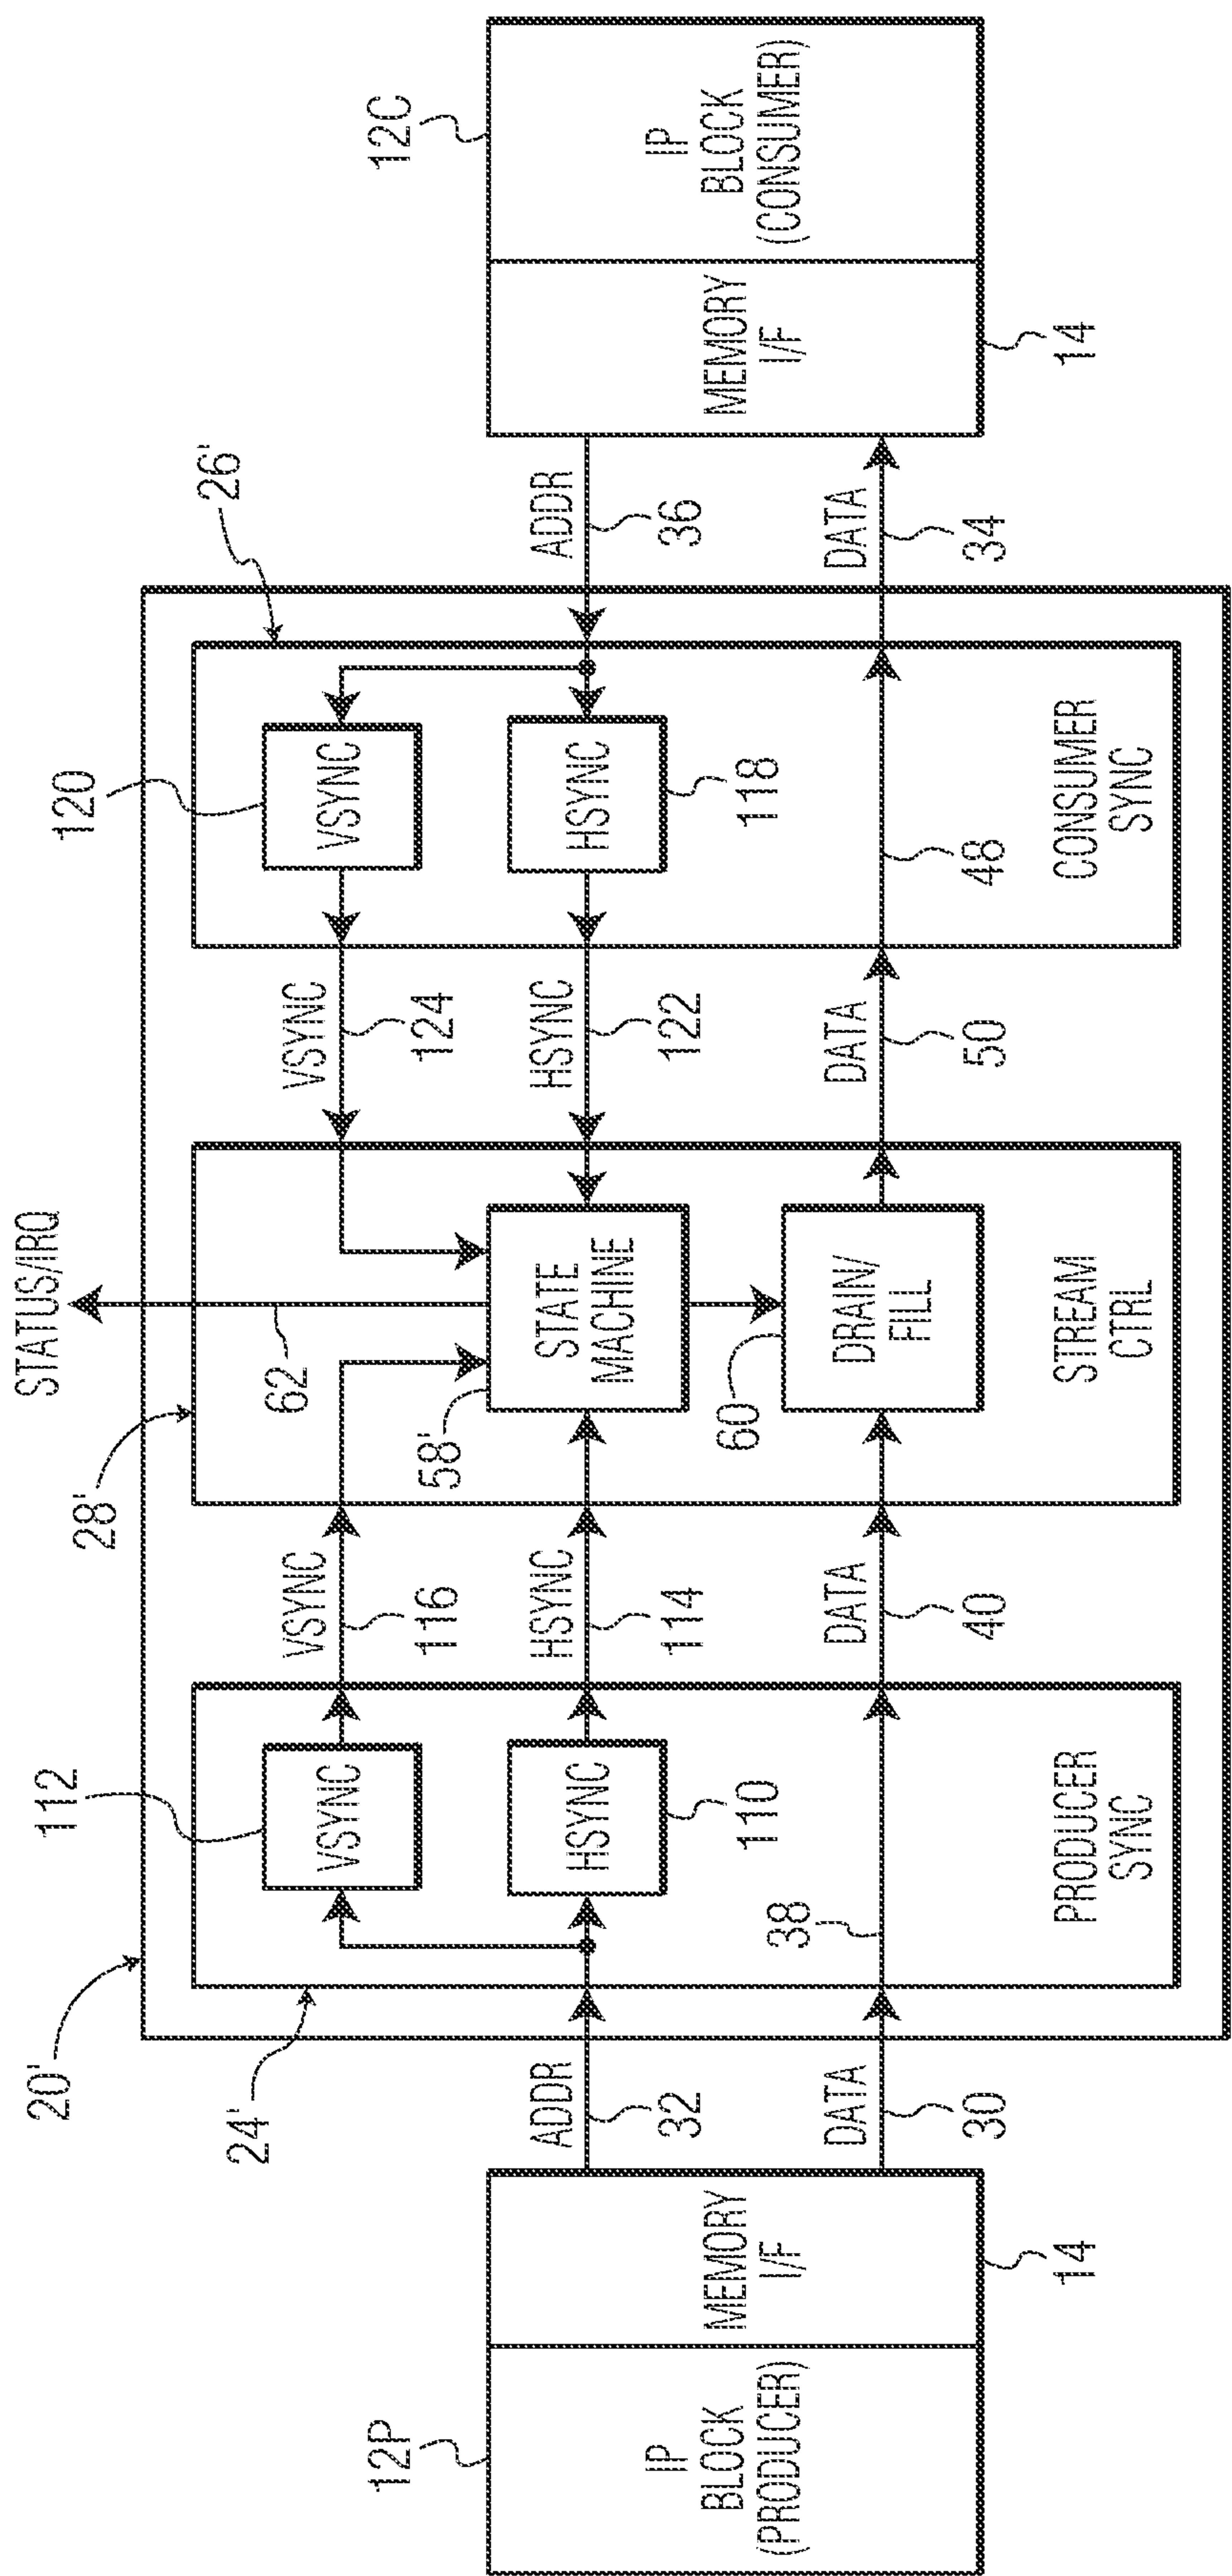 STATUS/IRQ
20'
112
28'
120
62
26'
24'
VSYNC
VSYNC
116
VSYNC
124
VSYNC
12P
58'
12C
IP
BLOCK
(PRODUCER)
MEMORY
I/F
ADDR
32
HSYNC
110
HSYNC
114
STATE
MACHINE
HSYNC
122
HSYNC
118
ADDR
36
MEMORY
I/F
IP
BLOCK
(CONSUMER)
60
DATA
30
38
DATA
40
DRAIN/
FILL
DATA
50
48
DATA
34
14
14
PRODUCER
SYNC
STREAM
CTRL
CONSUMER
SYNC